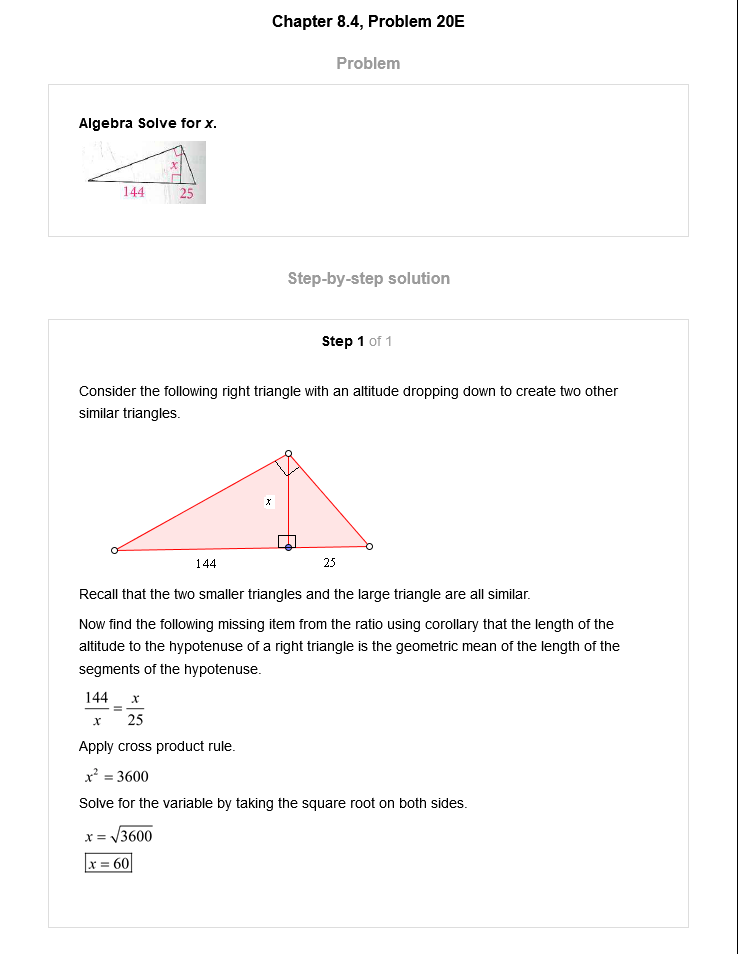 Chapter 8.4, Problem 20E
Problem
Algebra Solve for x.
x
144 25
Step-by-step solution
Step 1 of 1
Consider the following right triangle with an altitude dropping down to create two other
similar triangles.
x
144 25
Recall that the two smaller triangles and the large triangle are all similar.
Now find the following missing item from the ratio using corollary that the length of the
altitude to the hypotenuse of a right triangle is the geometric mean of the length of the
segments of the hypotenuse.
144/x = x/25
Apply cross product rule.
x² = 3600
Solve for the variable by taking the square root on both sides.
x = √3600
x = 60